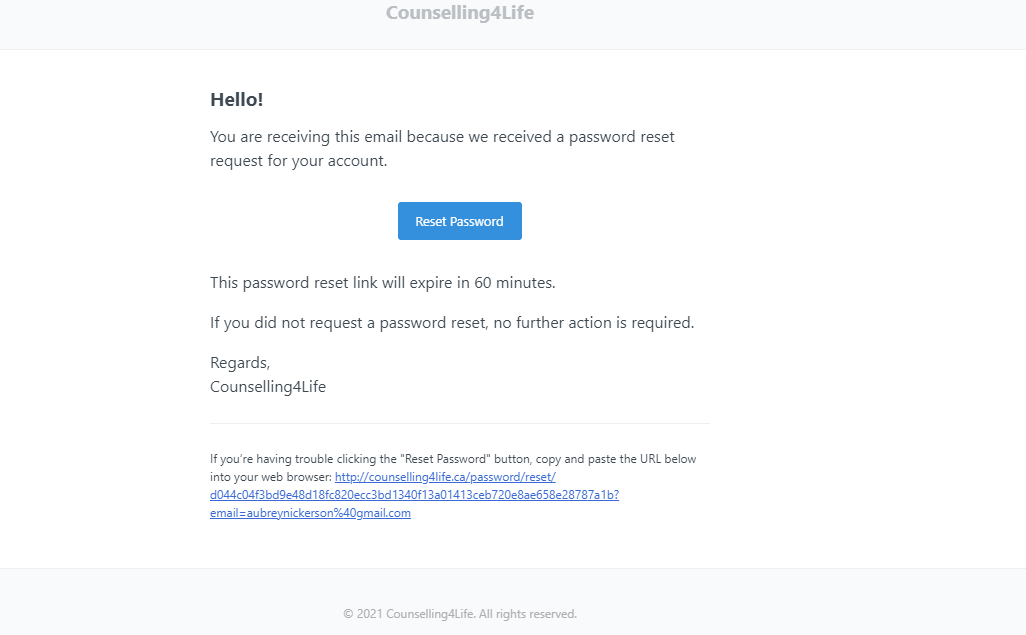 Counselling4Life
Hello!
You are receiving this email because we received a password reset
request for your account.
Reset Password
This password reset link will expire in 60 minutes.
If you did not request a password reset, no further action is required.
Regards,
Counselling4Life
If you’re having trouble clicking the "Reset Password" button, copy and paste the URL below
into your web browser: http://counselling4life.ca/password/reset/
d044c04f3bd9e48d18fc820ecc3bd1340f13a01413ceb720e8ae658e28787a1b?
email=aubreynickerson%40gmail.com
© 2021 Counselling4Life. All rights reserved.